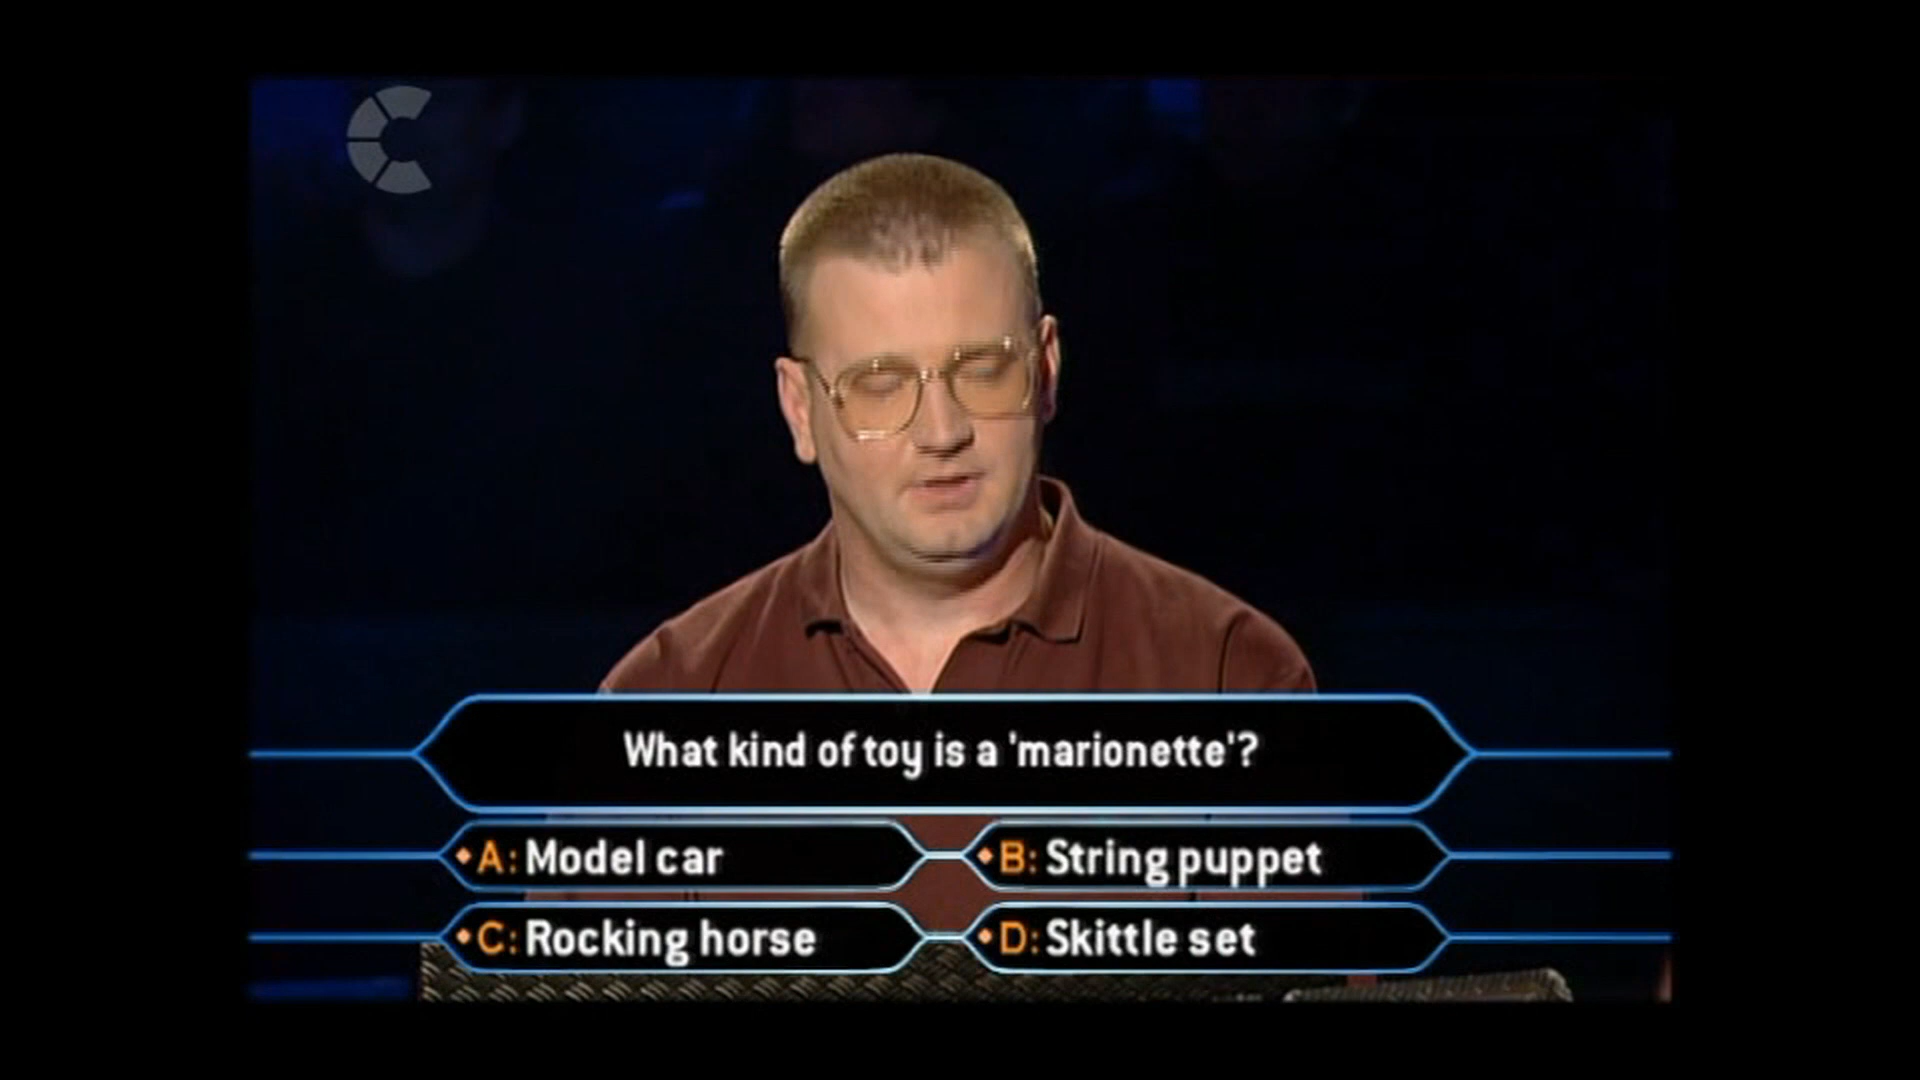 What kind of toy is a 'marionette'?
A: Model car
B: String puppet
C: Rocking horse
D: Skittle set